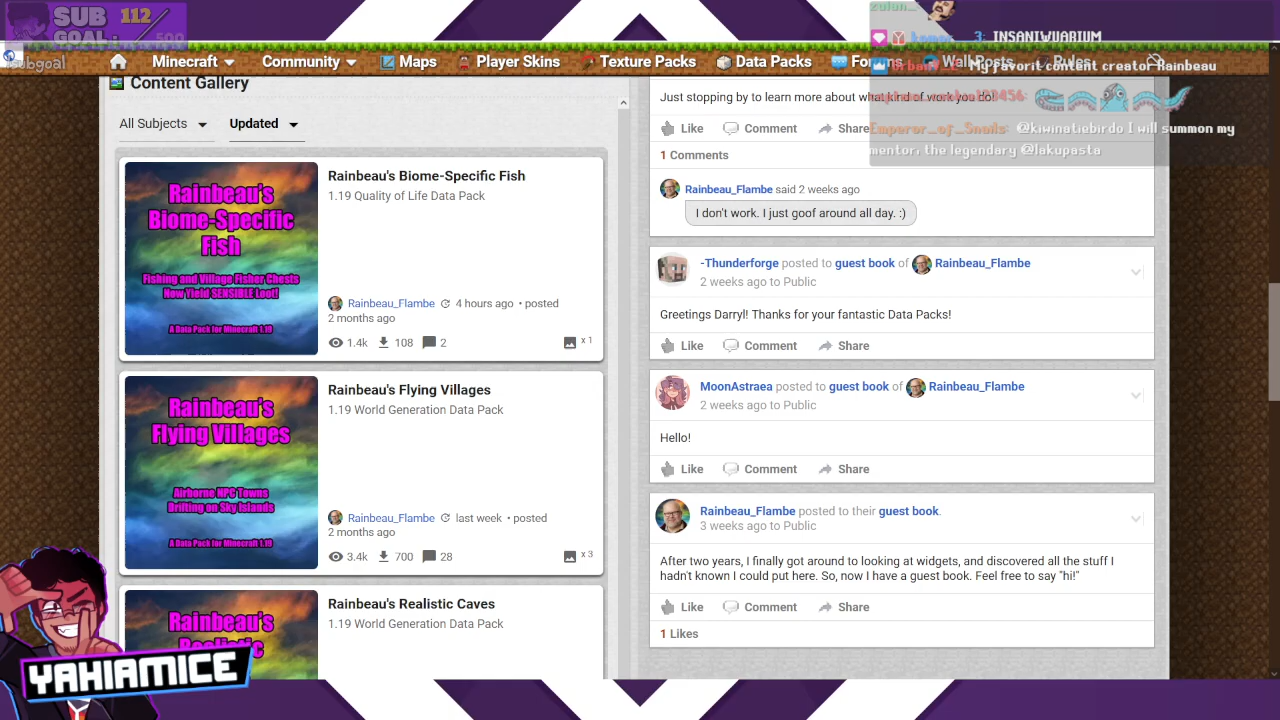 SUB 112
GOAL: / 500
!subgoal
3: INSANIWUARIUM
My favorite content creator Rainbeau
Emperor_of_Snails: @kiwinatiebirdo I will summon my
mentor, the legendary @lakupasta
Minecraft Community Maps Player Skins Texture Packs Data Packs Forums Wall Posts Rules
Content Gallery
All Subjects Updated
Rainbeau's Biome-Specific Fish
Fishing and Village Fisher Chests
Now Yield SENSIBLE Loot!
A Data Pack for Minecraft 1.19
Rainbeau's Biome-Specific Fish
1.19 Quality of Life Data Pack
Rainbeau_Flambe 4 hours ago • posted
2 months ago
1.4k 108 2 x 1
Rainbeau's
Flying Villages
Airborne NPC Towns
Drifting on Sky Islands
A Data Pack for Minecraft 1.19
Rainbeau's Flying Villages
1.19 World Generation Data Pack
Rainbeau_Flambe last week • posted
2 months ago
3.4k 700 28 x 3
Rainbeau's
Realistic
Rainbeau's Realistic Caves
1.19 World Generation Data Pack
Just stopping by to learn more about what kind of work you do!
Like Comment Share
1 Comments
Rainbeau_Flambe said 2 weeks ago
I don't work. I just goof around all day. :)
-Thunderforge posted to guest book of Rainbeau_Flambe
2 weeks ago to Public
Greetings Darryl! Thanks for your fantastic Data Packs!
Like Comment Share
MoonAstraea posted to guest book of Rainbeau_Flambe
2 weeks ago to Public
Hello!
Like Comment Share
Rainbeau_Flambe posted to their guest book.
3 weeks ago to Public
After two years, I finally got around to looking at widgets, and discovered all the stuff I
hadn't known I could put here. So, now I have a guest book. Feel free to say "hi!"
Like Comment Share
1 Likes
YAHIAMICE